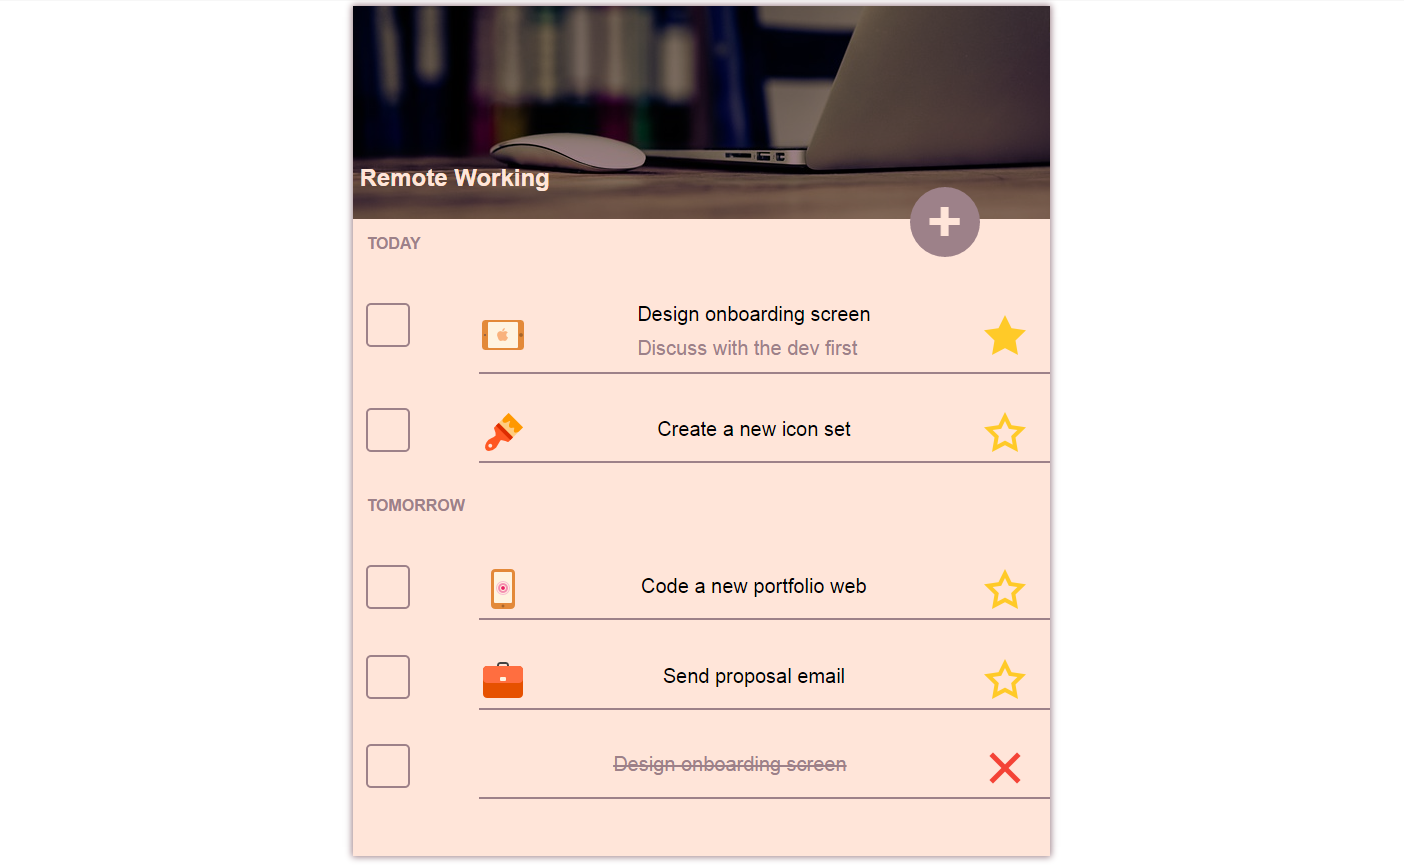 Remote Working
TODAY
Design onboarding screen
Discuss with the dev first
Create a new icon set
TOMORROW
Code a new portfolio web
Send proposal email
Design onboarding screen